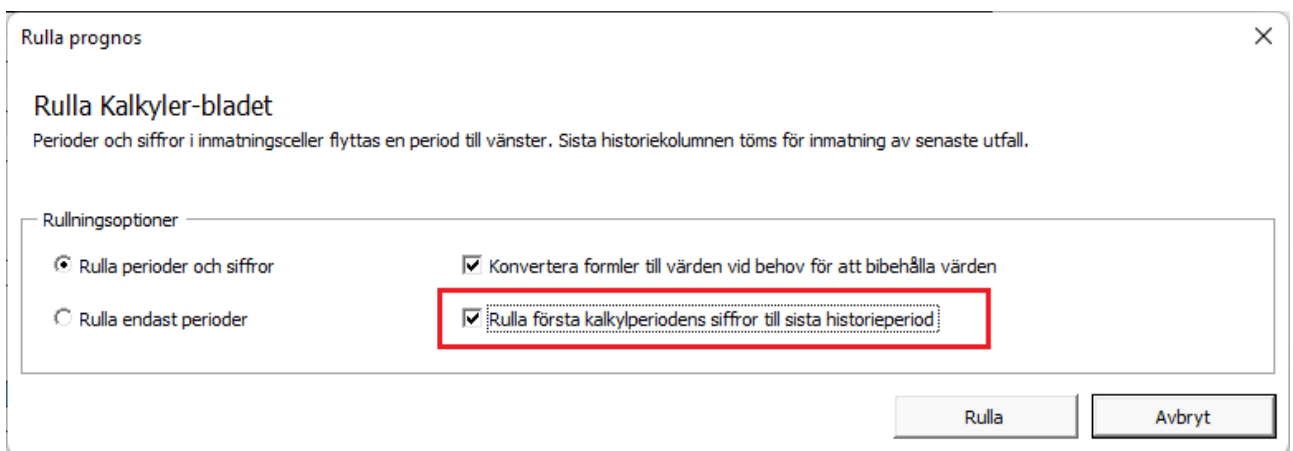 Rulla prognos
Rulla Kalkyler-bladet
Perioder och siffror i inmatningsceller flyttas en period till vänster. Sista historiekolumnen töms för inmatning av senaste utfall.
Rullningsoptioner
Rulla perioder och siffror
Konvertera formler till värden vid behov för att bibehålla värden
Rulla endast perioder
Rulla första kalkylperiodens siffror till sista historieperiod
Rulla
Avbryt